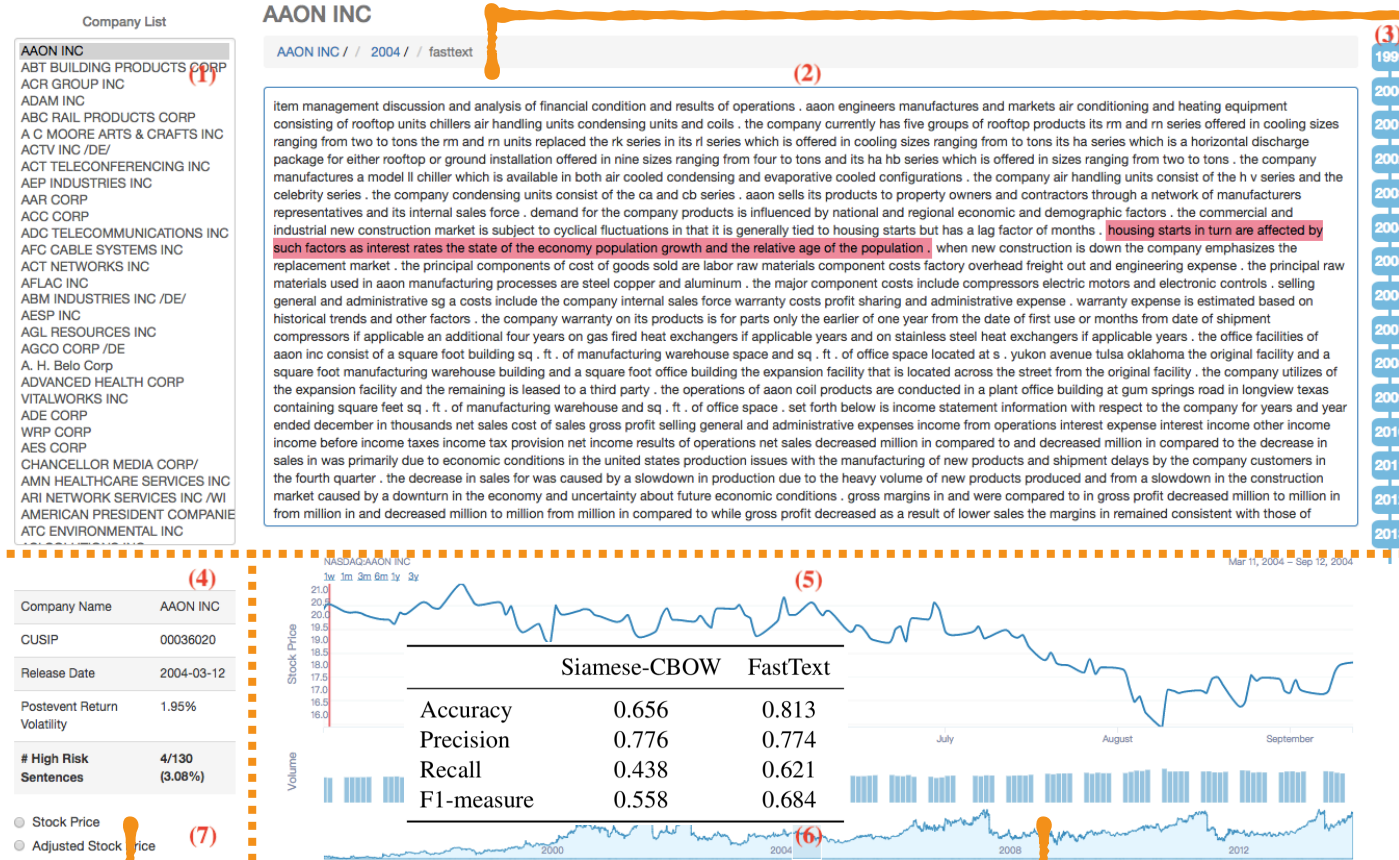 Company List
AAON INC
ABT BUILDING PRODUCTS CORP
ACR GROUP INC
ADAM INC
ABC RAIL PRODUCTS CORP
A C MOORE ARTS & CRAFTS INC
ACTV INC /DE/
ACT TELECONFERENCING INC
AEP INDUSTRIES INC
AAR CORP
ACC CORP
ADC TELECOMMUNICATIONS INC
AFC CABLE SYSTEMS INC
ACT NETWORKS INC
AFLAC INC
ABM INDUSTRIES INC /DE/
AESP INC
AGL RESOURCES INC
AGCO CORP /DE
A. H. Belo Corp
ADVANCED HEALTH CORP
VITALWORKS INC
ADE CORP
WRP CORP
AES CORP
CHANCELLOR MEDIA CORP/
AMN HEALTHCARE SERVICES INC
ARI NETWORK SERVICES INC /WI
AMERICAN PRESIDENT COMPANIE
ATC ENVIRONMENTAL INC
(1)
AAON INC
AAON INC / / 2004 / / fasttext
(2)
item management discussion and analysis of financial condition and results of operations . aaon engineers manufactures and markets air conditioning and heating equipment
consisting of rooftop units chillers air handling units condensing units and coils . the company currently has five groups of rooftop products its rm and rn series offered in cooling sizes
ranging from two to tons the rm and rn units replaced the rk series in its rl series which is offered in cooling sizes ranging from to tons its ha series which is a horizontal discharge
package for either rooftop or ground installation offered in nine sizes ranging from four to tons and its ha hb series which is offered in sizes ranging from two to tons . the company
manufactures a model ll chiller which is available in both air cooled condensing and evaporative cooled configurations . the company air handling units consist of the h v series and the
celebrity series . the company condensing units consist of the ca and cb series . aaon sells its products to property owners and contractors through a network of manufacturers
representatives and its internal sales force . demand for the company products is influenced by national and regional economic and demographic factors . the commercial and
industrial new construction market is subject to cyclical fluctuations in that it is generally tied to housing starts but has a lag factor of months . housing starts in turn are affected by
such factors as interest rates the state of the economy population growth and the relative age of the population . when new construction is down the company emphasizes the
replacement market . the principal components of cost of goods sold are labor raw materials component costs factory overhead freight out and engineering expense . the principal raw
materials used in aaon manufacturing processes are steel copper and aluminum . the major component costs include compressors electric motors and electronic controls . selling
general and administrative sg a costs include the company internal sales force warranty costs profit sharing and administrative expense . warranty expense is estimated based on
historical trends and other factors . the company warranty on its products is for parts only the earlier of one year from the date of first use or months from date of shipment
compressors if applicable an additional four years on gas fired heat exchangers if applicable years and on stainless steel heat exchangers if applicable years . the office facilities of
aaon inc consist of a square foot building sq . ft . of manufacturing warehouse space and sq . ft . of office space located at s . yukon avenue tulsa oklahoma the original facility and a
square foot manufacturing warehouse building and a square foot office building the expansion facility that is located across the street from the original facility . the company utilizes of
the expansion facility and the remaining is leased to a third party . the operations of aaon coil products are conducted in a plant office building at gum springs road in longview texas
containing square feet sq . ft . of manufacturing warehouse and sq . ft . of office space . set forth below is income statement information with respect to the company for years and year
ended december in thousands net sales cost of sales gross profit selling general and administrative expenses income from operations interest expense interest income other income
income before income taxes income tax provision net income results of operations net sales decreased million in compared to and decreased million in compared to the decrease in
sales in was primarily due to economic conditions in the united states production issues with the manufacturing of new products and shipment delays by the company customers in
the fourth quarter . the decrease in sales for was caused by a slowdown in production due to the heavy volume of new products produced and from a slowdown in the construction
market caused by a downturn in the economy and uncertainty about future economic conditions . gross margins in and were compared to in gross profit decreased million to million in
from million in and decreased million to million from million in compared to while gross profit decreased as a result of lower sales the margins in remained consistent with those of
(3)
(4)
Company Name AAON INC
CUSIP 00036020
Release Date 2004-03-12
Postevent Return 1.95%
Volatility
# High Risk 4/130
Sentences (3.08%)
Stock Price
Adjusted Stock
(7)
NASDAQ:AAON INC
Mar 11, 2004 – Sep 12, 2004
1w 1m 3m 6m 1y 3y
(5)
Stock Price
21.0
20.5
20.0
19.5
19.0
18.5
18.0
17.5
17.0
16.5
16.0
July August September
Volume
Siamese-CBOW FastText
Accuracy 0.656 0.813
Precision 0.776 0.774
Recall 0.438 0.621
F1-measure 0.558 0.684
(6)
2000 2004 2008 2012